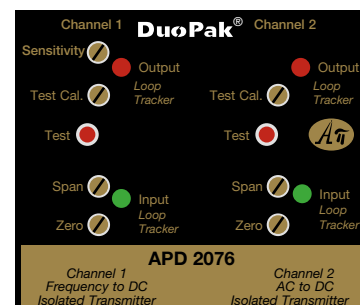 Channel 1 DuoPak® Channel 2
Sensitivity
Output Output
Test Cal. Loop Tracker Test Cal. Loop Tracker
Test Test Aπ
Span Span
Input Input
Loop Tracker Loop Tracker
Zero Zero
APD 2076
Channel 1 Channel 2
Frequency to DC AC to DC
Isolated Transmitter Isolated Transmitter